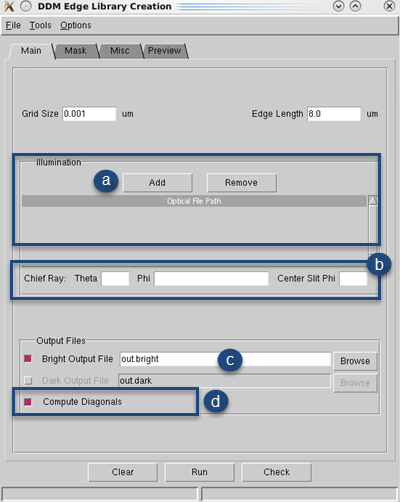 DDM Edge Library Creation
File Tools Options
Main Mask Misc Preview
Grid Size 0.001 um Edge Length 8.0 um
Illumination
a Add Remove
Optical File Path
b
Chief Ray: Theta Phi Center Slit Phi
Output Files
Bright Output File out.bright c Browse
Dark Output File out.dark Browse
Compute Diagonals d
Clear Run Check